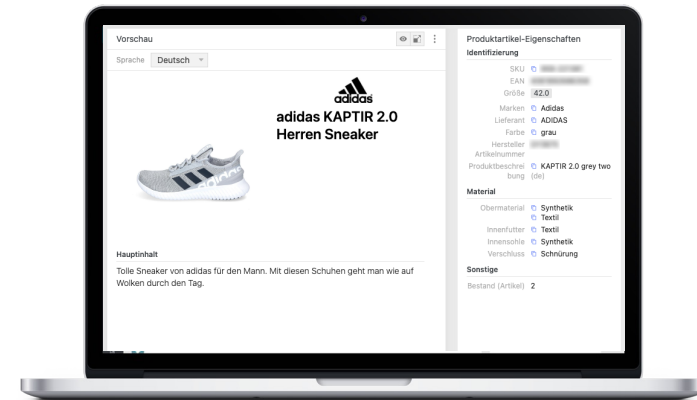 Vorschau
Sprache Deutsch
adidas
adidas KAPTIR 2.0
Herren Sneaker
adidas
Hauptinhalt
Tolle Sneaker von adidas für den Mann. Mit diesen Schuhen geht man wie auf
Wolken durch den Tag.
Produktartikel-Eigenschaften
Identifizierung
SKU
EAN
Größe 42.0
Marken Adidas
Lieferant ADIDAS
Farbe grau
Hersteller
Artikelnummer
Produktbeschrei KAPTIR 2.0 grey two
bung (de)
Material
Obermaterial Synthetik
Textil
Innenfutter Textil
Innensohle Synthetik
Verschluss Schnürung
Sonstige
Bestand (Artikel) 2